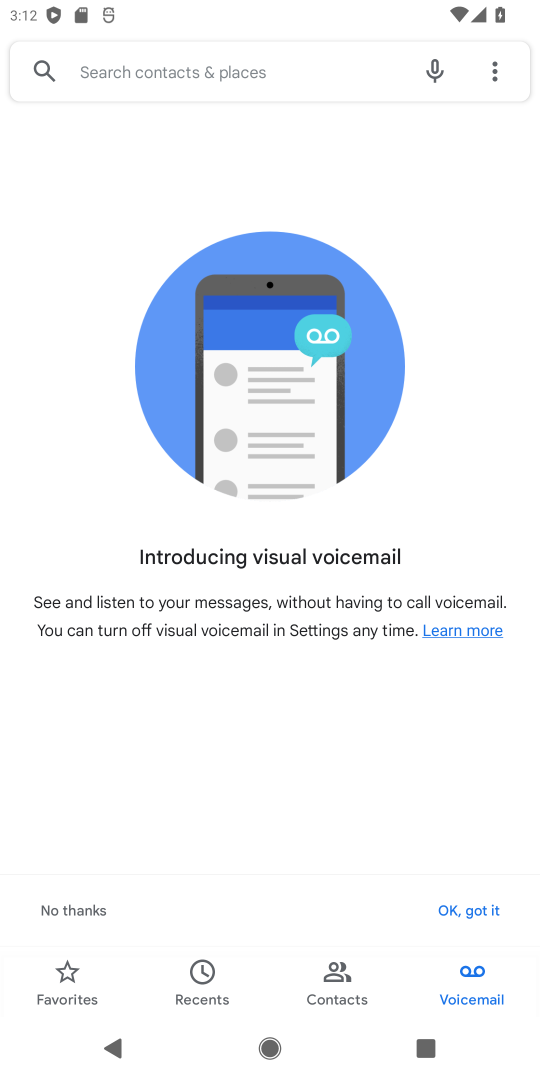 3:12
Search contacts & places
Introducing visual voicemail
See and listen to your messages, without having to call voicemail.
You can turn off visual voicemail in Settings any time. Learn more
No thanks
OK, got it
Favorites
Recents
Contacts
Voicemail